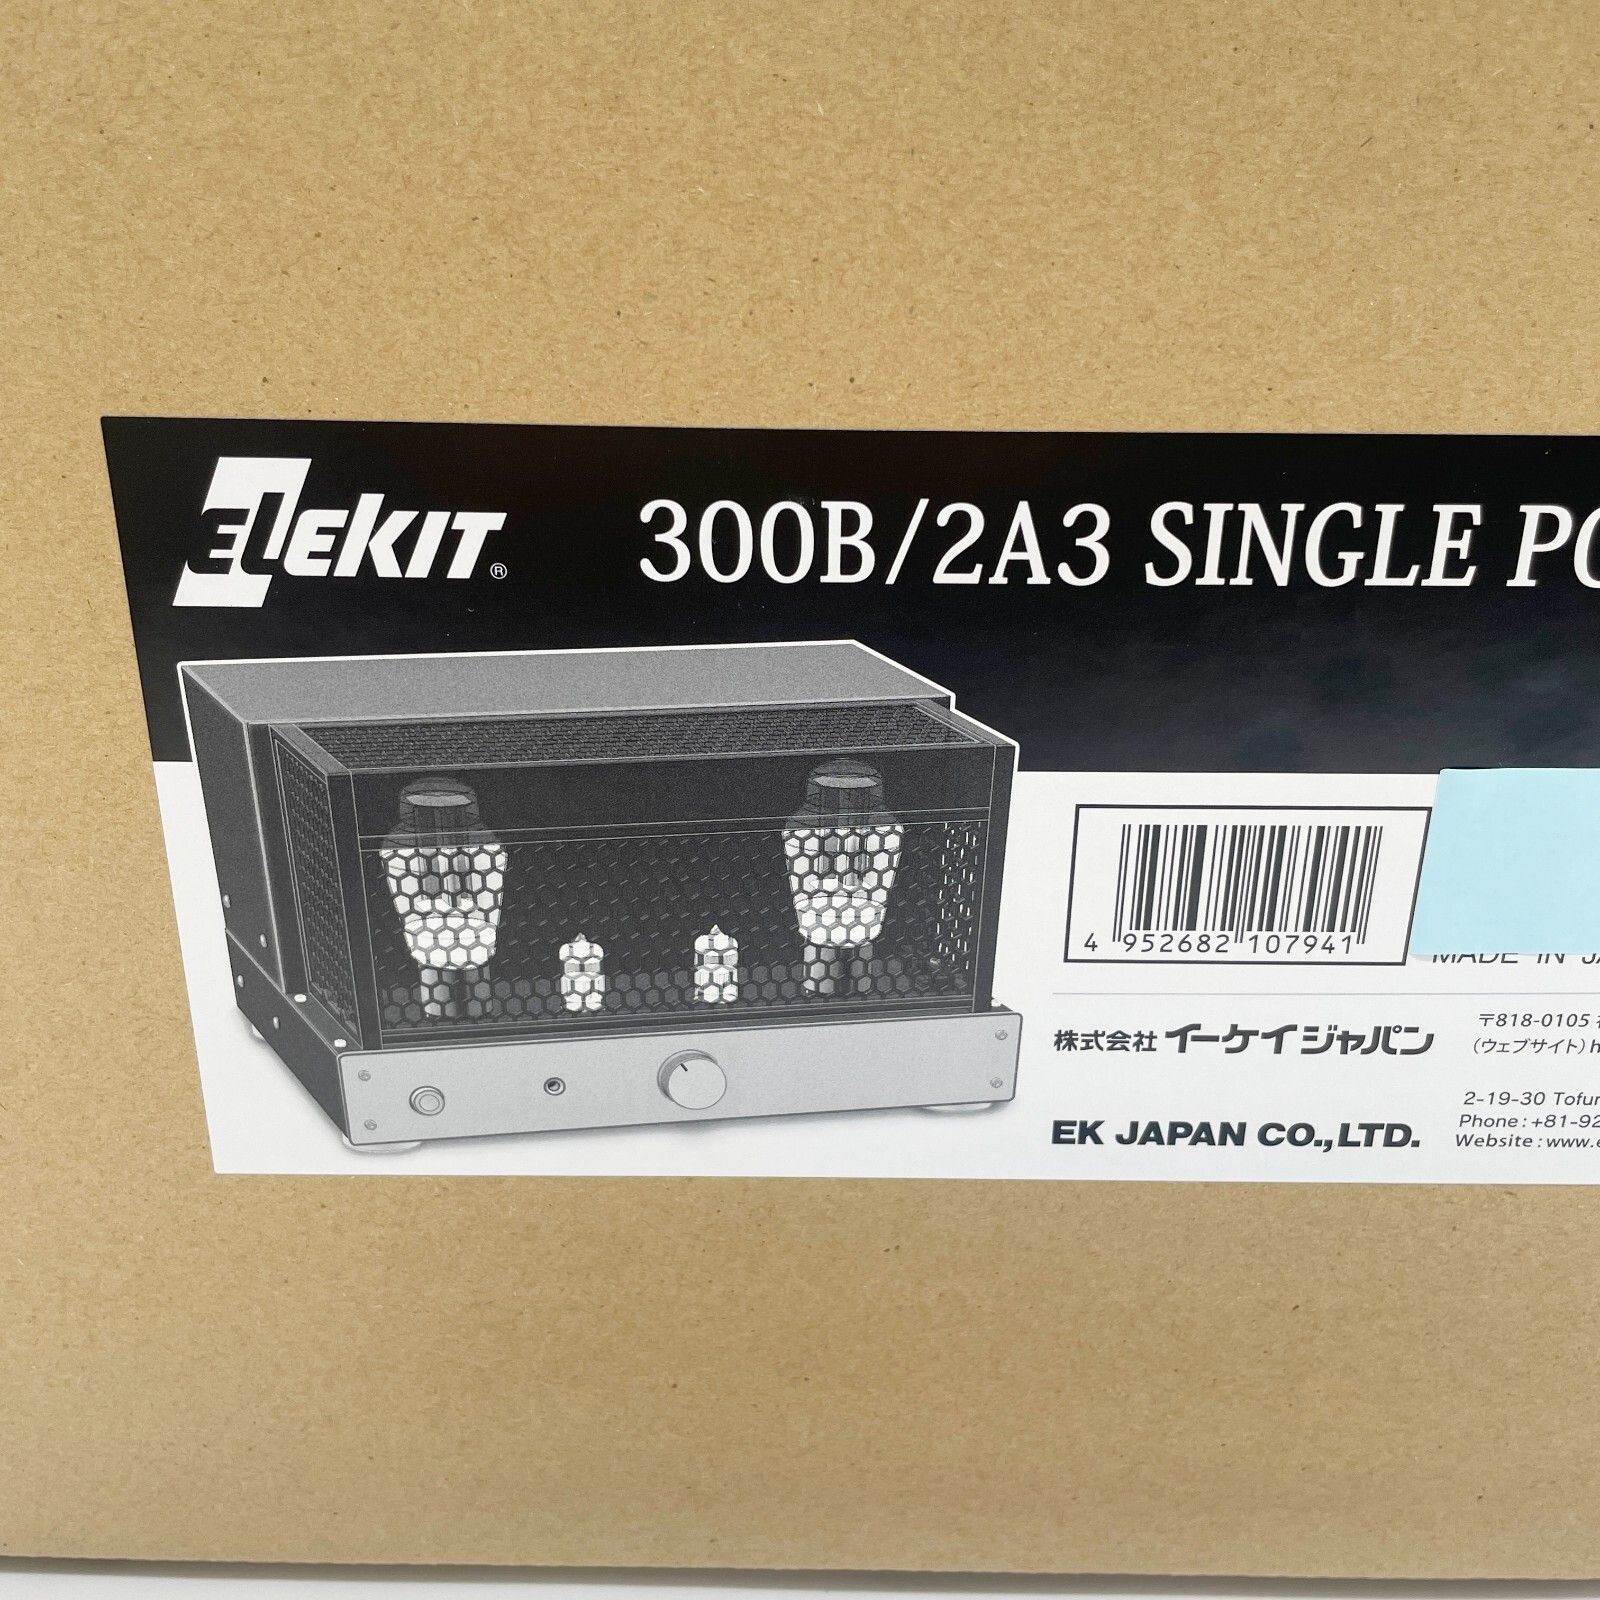 ELEKIT®
300B/2A3 SINGLE
4 952682 107941
MADE IN
株式会社 イーケイジャパン
〒818-0105
(ウェブサイト)
EK JAPAN CO.,LTD.
2-19-30
Phone:+81-92
Website:www.